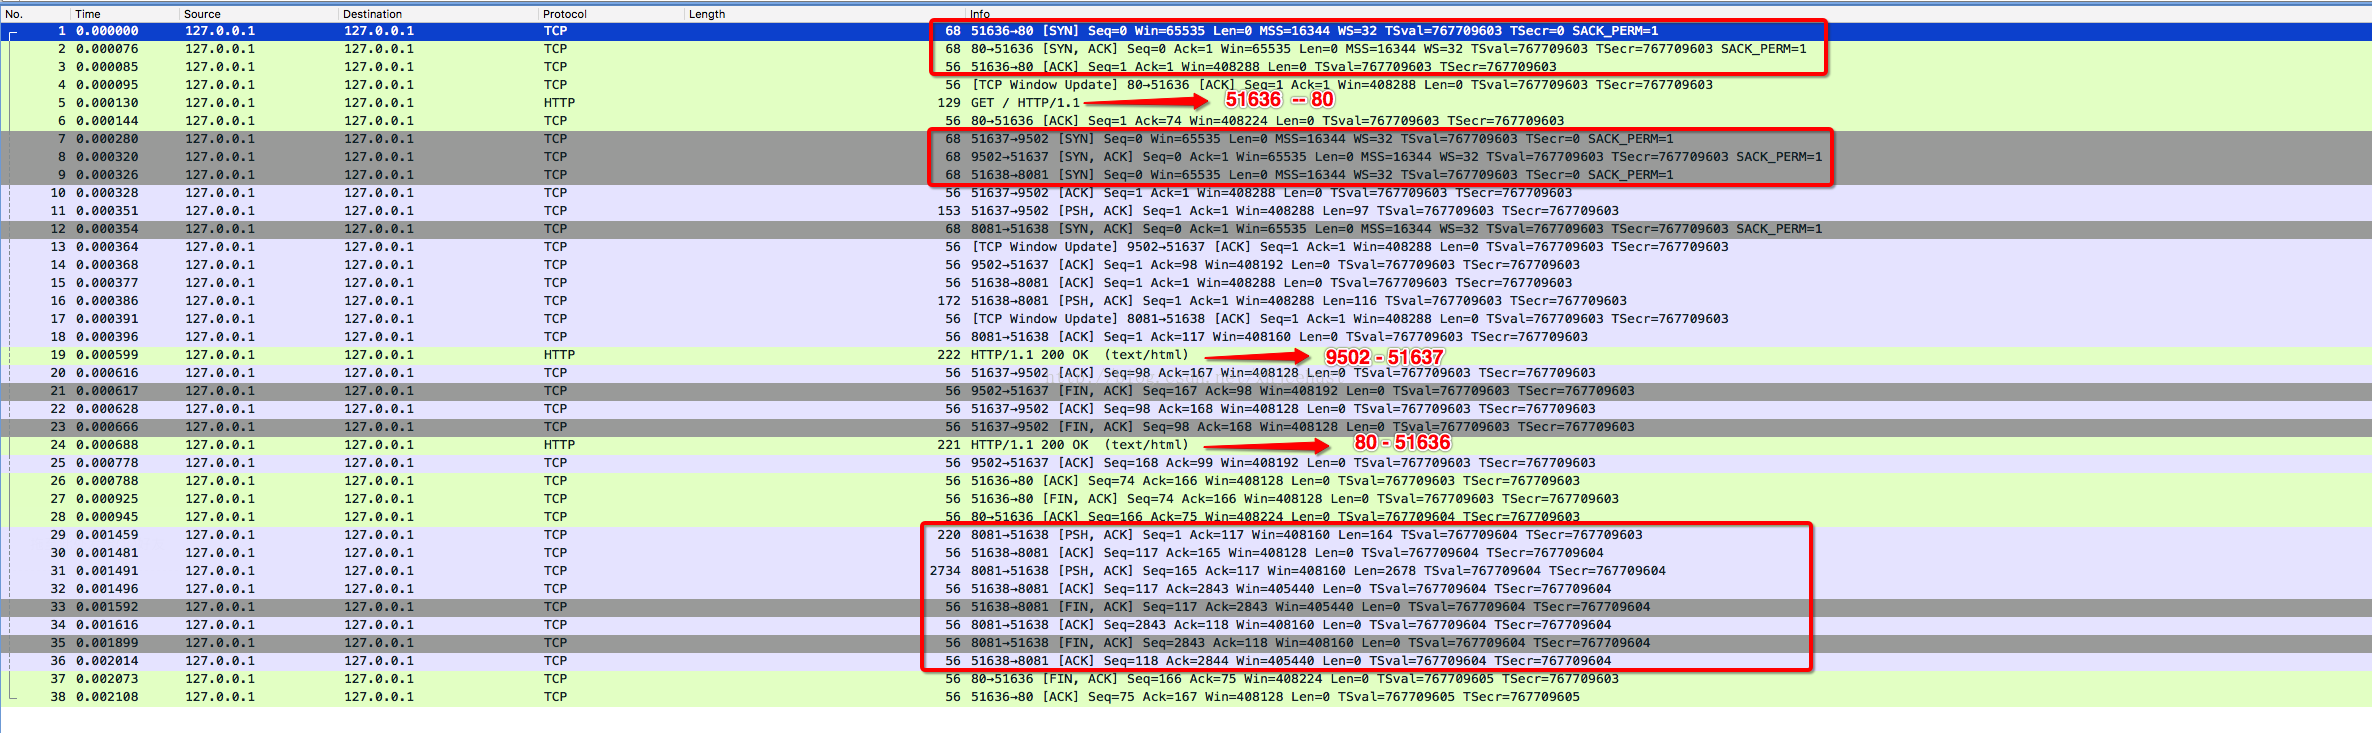 No. Time Source Destination Protocol Length Info
1 0.000000 127.0.0.1 127.0.0.1 TCP 68 51636→80 [SYN] Seq=0 Win=65535 Len=0 MSS=16344 WS=32 TSval=767709603 TSecr=0 SACK_PERM=1
2 0.000076 127.0.0.1 127.0.0.1 TCP 68 80→51636 [SYN, ACK] Seq=0 Ack=1 Win=65535 Len=0 MSS=16344 WS=32 TSval=767709603 TSecr=767709603 SACK_PERM=1
3 0.000085 127.0.0.1 127.0.0.1 TCP 56 51636→80 [ACK] Seq=1 Ack=1 Win=408288 Len=0 TSval=767709603 TSecr=767709603
4 0.000095 127.0.0.1 127.0.0.1 TCP 56 [TCP Window Update] 80→51636 [ACK] Seq=1 Ack=1 Win=408288 Len=0 TSval=767709603 TSecr=767709603
5 0.000130 127.0.0.1 127.0.0.1 HTTP 129 GET / HTTP/1.1 51636 -- 80
6 0.000144 127.0.0.1 127.0.0.1 TCP 56 80→51636 [ACK] Seq=1 Ack=74 Win=408224 Len=0 TSval=767709603 TSecr=767709603
7 0.000280 127.0.0.1 127.0.0.1 TCP 68 51637→9502 [SYN] Seq=0 Win=65535 Len=0 MSS=16344 WS=32 TSval=767709603 TSecr=0 SACK_PERM=1
8 0.000320 127.0.0.1 127.0.0.1 TCP 68 9502→51637 [SYN, ACK] Seq=0 Ack=1 Win=65535 Len=0 MSS=16344 WS=32 TSval=767709603 TSecr=767709603 SACK_PERM=1
9 0.000326 127.0.0.1 127.0.0.1 TCP 68 51638→8081 [SYN] Seq=0 Win=65535 Len=0 MSS=16344 WS=32 TSval=767709603 TSecr=0 SACK_PERM=1
10 0.000328 127.0.0.1 127.0.0.1 TCP 56 51637→9502 [ACK] Seq=1 Ack=1 Win=408288 Len=0 TSval=767709603 TSecr=767709603
11 0.000351 127.0.0.1 127.0.0.1 TCP 153 51637→9502 [PSH, ACK] Seq=1 Ack=1 Win=408288 Len=97 TSval=767709603 TSecr=767709603
12 0.000354 127.0.0.1 127.0.0.1 TCP 68 8081→51638 [SYN, ACK] Seq=0 Ack=1 Win=65535 Len=0 MSS=16344 WS=32 TSval=767709603 TSecr=767709603 SACK_PERM=1
13 0.000364 127.0.0.1 127.0.0.1 TCP 56 [TCP Window Update] 9502→51637 [ACK] Seq=1 Ack=1 Win=408288 Len=0 TSval=767709603 TSecr=767709603
14 0.000368 127.0.0.1 127.0.0.1 TCP 56 9502→51637 [ACK] Seq=1 Ack=98 Win=408192 Len=0 TSval=767709603 TSecr=767709603
15 0.000377 127.0.0.1 127.0.0.1 TCP 56 51638→8081 [ACK] Seq=1 Ack=1 Win=408288 Len=0 TSval=767709603 TSecr=767709603
16 0.000386 127.0.0.1 127.0.0.1 TCP 172 51638→8081 [PSH, ACK] Seq=1 Ack=1 Win=408288 Len=116 TSval=767709603 TSecr=767709603
17 0.000391 127.0.0.1 127.0.0.1 TCP 56 [TCP Window Update] 8081→51638 [ACK] Seq=1 Ack=1 Win=408288 Len=0 TSval=767709603 TSecr=767709603
18 0.000396 127.0.0.1 127.0.0.1 TCP 56 8081→51638 [ACK] Seq=1 Ack=117 Win=408160 Len=0 TSval=767709603 TSecr=767709603
19 0.000599 127.0.0.1 127.0.0.1 HTTP 222 HTTP/1.1 200 OK (text/html) 9502 - 51637
20 0.000616 127.0.0.1 127.0.0.1 TCP 56 51637→9502 [ACK] Seq=98 Ack=167 Win=408128 Len=0 TSval=767709603 TSecr=767709603
21 0.000617 127.0.0.1 127.0.0.1 TCP 56 9502→51637 [FIN, ACK] Seq=167 Ack=98 Win=408192 Len=0 TSval=767709603 TSecr=767709603
22 0.000628 127.0.0.1 127.0.0.1 TCP 56 51637→9502 [ACK] Seq=98 Ack=168 Win=408128 Len=0 TSval=767709603 TSecr=767709603
23 0.000666 127.0.0.1 127.0.0.1 TCP 56 51637→9502 [FIN, ACK] Seq=98 Ack=168 Win=408128 Len=0 TSval=767709603 TSecr=767709603
24 0.000688 127.0.0.1 127.0.0.1 HTTP 221 HTTP/1.1 200 OK (text/html) 80 - 51636
25 0.000778 127.0.0.1 127.0.0.1 TCP 56 9502→51637 [ACK] Seq=168 Ack=99 Win=408192 Len=0 TSval=767709603 TSecr=767709603
26 0.000788 127.0.0.1 127.0.0.1 TCP 56 51636→80 [ACK] Seq=74 Ack=166 Win=408128 Len=0 TSval=767709603 TSecr=767709603
27 0.000925 127.0.0.1 127.0.0.1 TCP 56 51636→80 [FIN, ACK] Seq=74 Ack=166 Win=408128 Len=0 TSval=767709603 TSecr=767709603
28 0.000945 127.0.0.1 127.0.0.1 TCP 56 80→51636 [ACK] Seq=166 Ack=75 Win=408224 Len=0 TSval=767709604 TSecr=767709603
29 0.001459 127.0.0.1 127.0.0.1 TCP 220 8081→51638 [PSH, ACK] Seq=1 Ack=117 Win=408160 Len=164 TSval=767709604 TSecr=767709603
30 0.001481 127.0.0.1 127.0.0.1 TCP 56 51638→8081 [ACK] Seq=117 Ack=165 Win=408128 Len=0 TSval=767709604 TSecr=767709604
31 0.001491 127.0.0.1 127.0.0.1 TCP 2734 8081→51638 [PSH, ACK] Seq=165 Ack=117 Win=408160 Len=2678 TSval=767709604 TSecr=767709604
32 0.001496 127.0.0.1 127.0.0.1 TCP 56 51638→8081 [ACK] Seq=117 Ack=2843 Win=405440 Len=0 TSval=767709604 TSecr=767709604
33 0.001592 127.0.0.1 127.0.0.1 TCP 56 51638→8081 [FIN, ACK] Seq=117 Ack=2843 Win=405440 Len=0 TSval=767709604 TSecr=767709604
34 0.001616 127.0.0.1 127.0.0.1 TCP 56 8081→51638 [ACK] Seq=2843 Ack=118 Win=408160 Len=0 TSval=767709604 TSecr=767709604
35 0.001899 127.0.0.1 127.0.0.1 TCP 56 8081→51638 [FIN, ACK] Seq=2843 Ack=118 Win=408160 Len=0 TSval=767709604 TSecr=767709604
36 0.002014 127.0.0.1 127.0.0.1 TCP 56 51638→8081 [ACK] Seq=118 Ack=2844 Win=405440 Len=0 TSval=767709604 TSecr=767709604
37 0.002073 127.0.0.1 127.0.0.1 TCP 56 80→51636 [FIN, ACK] Seq=166 Ack=75 Win=408224 Len=0 TSval=767709605 TSecr=767709603
38 0.002108 127.0.0.1 127.0.0.1 TCP 56 51636→80 [ACK] Seq=75 Ack=167 Win=408128 Len=0 TSval=767709605 TSecr=767709605